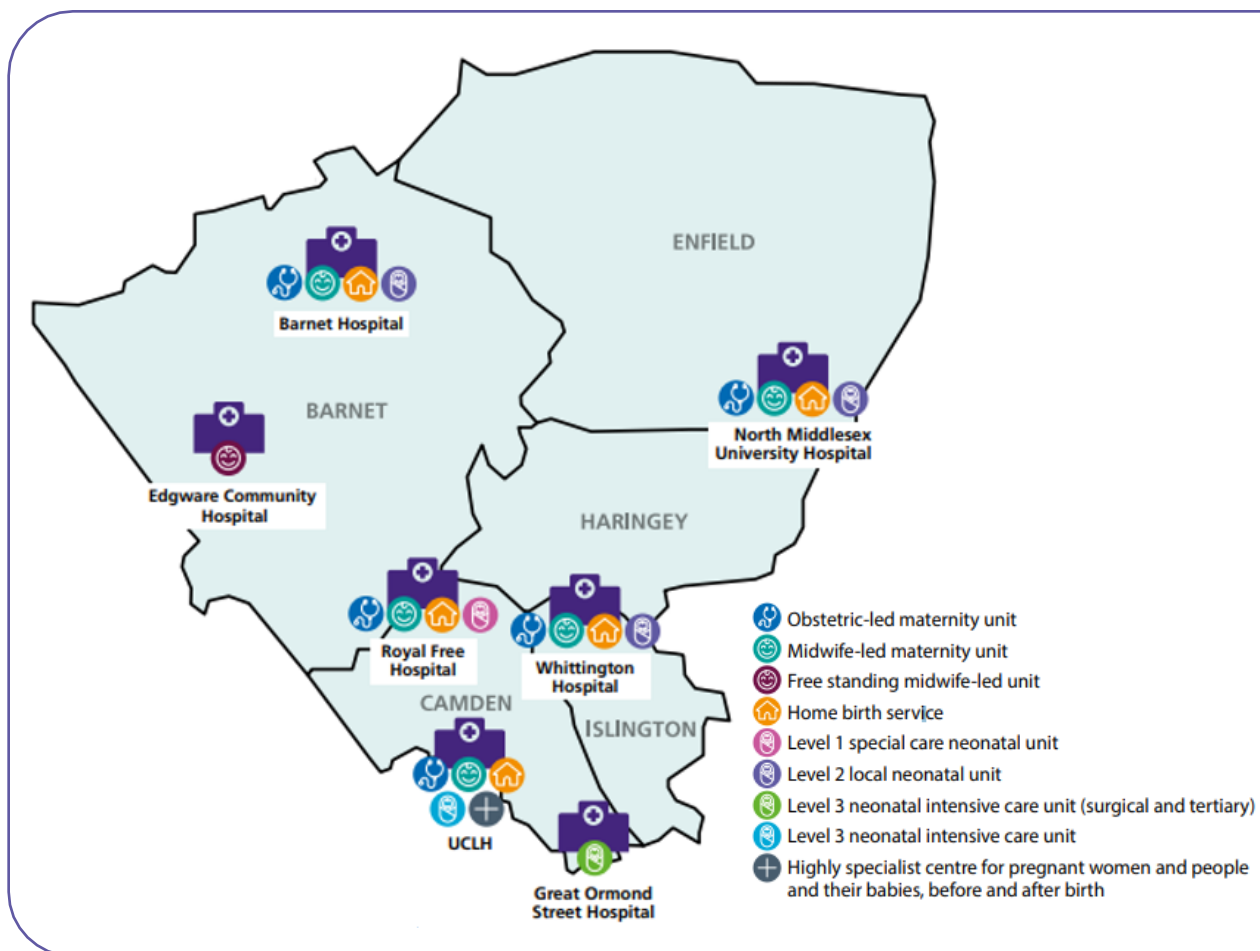 ENFIELD
Barnet Hospital
BARNET
North Middlesex
University Hospital
Edgware Community
Hospital
HARINGEY
Royal Free
Hospital
Whittington
Hospital
CAMDEN
ISLINGTON
UCLH
Great Ormond
Street Hospital
Obstetric-led maternity unit
Midwife-led maternity unit
Free standing midwife-led unit
Home birth service
Level 1 special care neonatal unit
Level 2 local neonatal unit
Level 3 neonatal intensive care unit (surgical and tertiary)
Level 3 neonatal intensive care unit
Highly specialist centre for pregnant women and people
and their babies, before and after birth